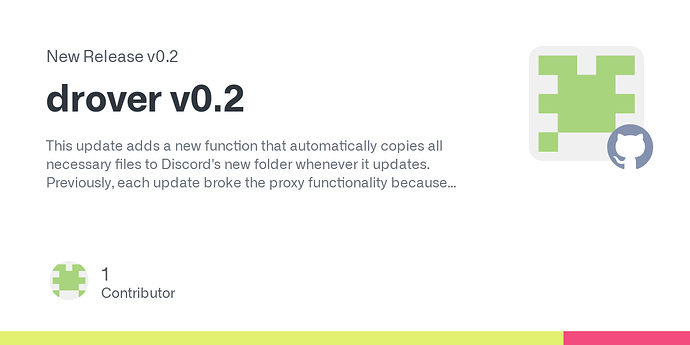 New Release v0.2
drover v0.2
This update adds a new function that automatically copies all
necessary files to Discord's new folder whenever it updates.
Previously, each update broke the proxy functionality because...
1
Contributor